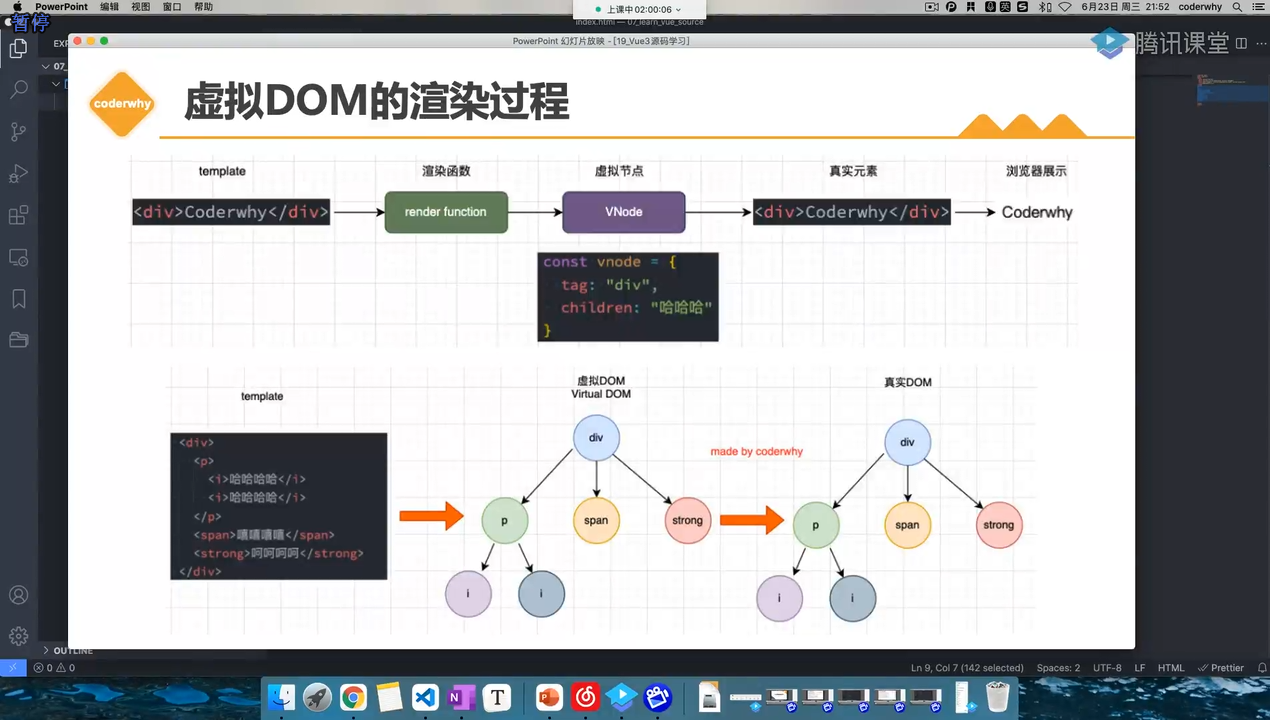 PowerPoint 编辑 视图 窗口 帮助
上课中02:00:06
6月23日 周三 21:52 coderwhy
暂停
index.html — 07_learn_vue_source
PowerPoint 幻灯片放映 - [19_Vue3源码学习]
腾讯课堂
07_
coderwhy
虚拟DOM的渲染过程
template 渲染函数 虚拟节点 真实元素 浏览器展示
<div>Coderwhy</div> render function VNode <div>Coderwhy</div> Coderwhy
const vnode = {
tag: "div",
children: "哈哈哈"
}
template
虚拟DOM
Virtual DOM
真实DOM
<div>
<p>
<i>哈哈哈哈</i>
<i>哈哈哈哈</i>
</p>
<span>嘻嘻嘻嘻</span>
<strong>呵呵呵呵</strong>
</div>
div
p span strong
i i
made by coderwhy
div
p span strong
i i
OUTLINE
0 0 Ln 9, Col 7 (142 selected) Spaces: 2 UTF-8 LF HTML Prettier